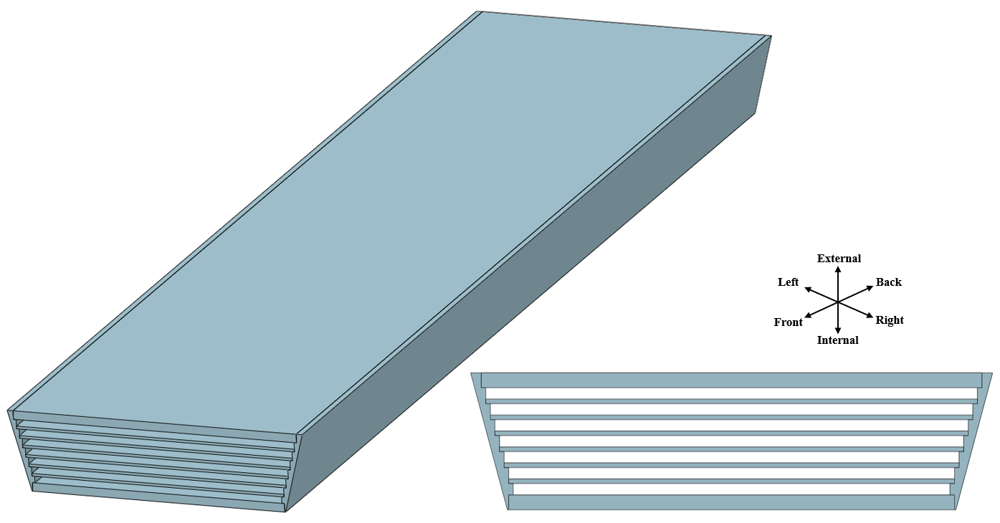 External
Left
Back
Front
Right
Internal